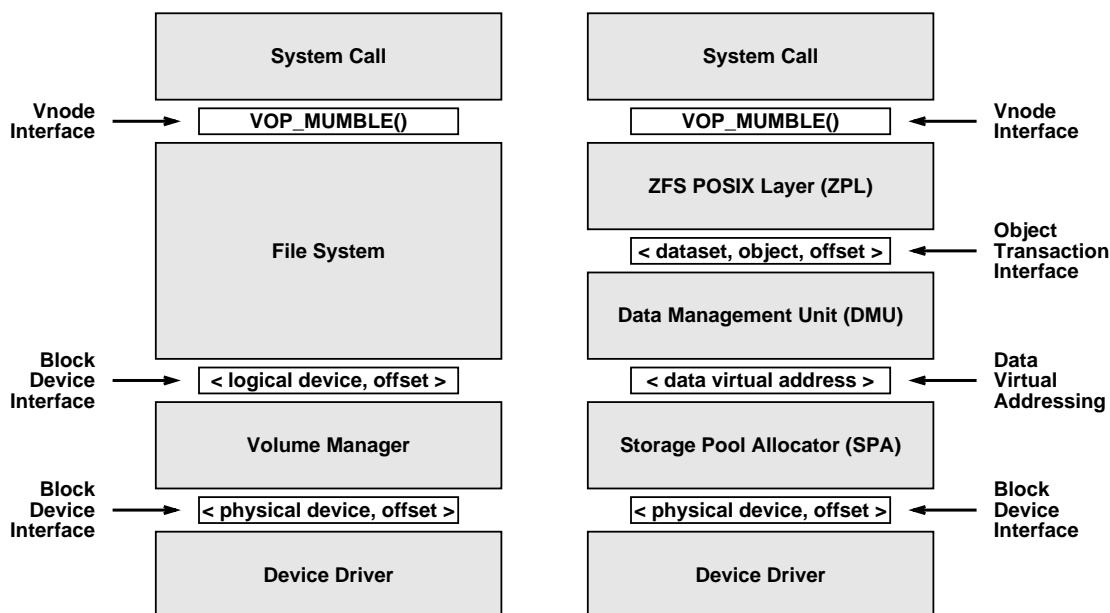 System Call
System Call
Vnode
Interface
VOP_MUMBLE()
VOP_MUMBLE()
Vnode
Interface
ZFS POSIX Layer (ZPL)
File System
< dataset, object, offset >
Object
Transaction
Interface
Data Management Unit (DMU)
Block
Device
Interface
< logical device, offset >
< data virtual address >
Data
Virtual
Addressing
Volume Manager
Storage Pool Allocator (SPA)
Block
Device
Interface
< physical device, offset >
< physical device, offset >
Block
Device
Interface
Device Driver
Device Driver